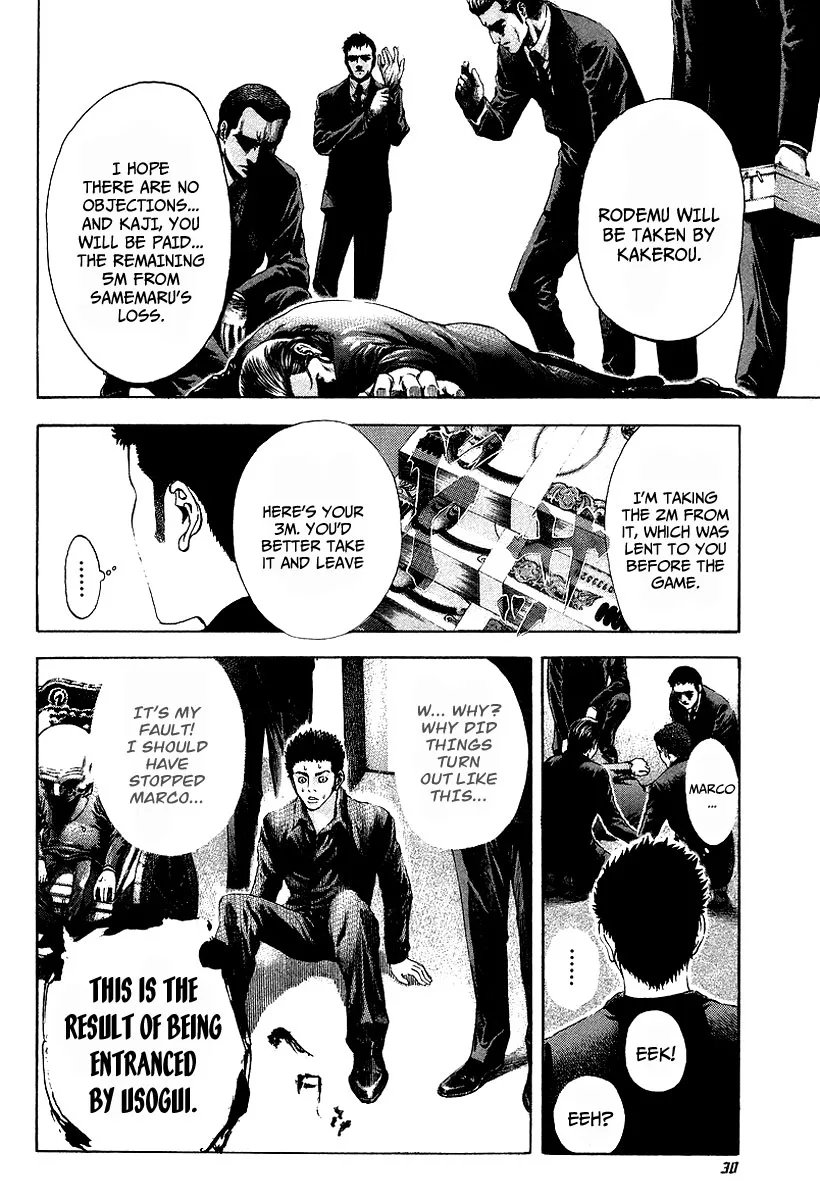 RODEMU WILL
BE TAKEN BY
KAKEROU.
I HOPE
THERE ARE NO
OBJECTIONS...
AND KAJI, YOU
WILL BE PAID...
THE REMAINING
5M FROM
SAMEMARU'S
LOSS.
I'M TAKING
THE 2M FROM
IT, WHICH WAS
LENT TO YOU
BEFORE THE
GAME.
HERE'S YOUR
3M. YOU'D
BETTER TAKE
IT AND LEAVE
......
MARCO
...
......
EEK!
EEH?
W... WHY?
WHY DID
THINGS
TURN
OUT LIKE
THIS...
IT'S MY
FAULT!
I SHOULD
HAVE
STOPPED
MARCO...
THIS IS THE
RESULT OF BEING
ENTRANCED
BY USOGUI.
30